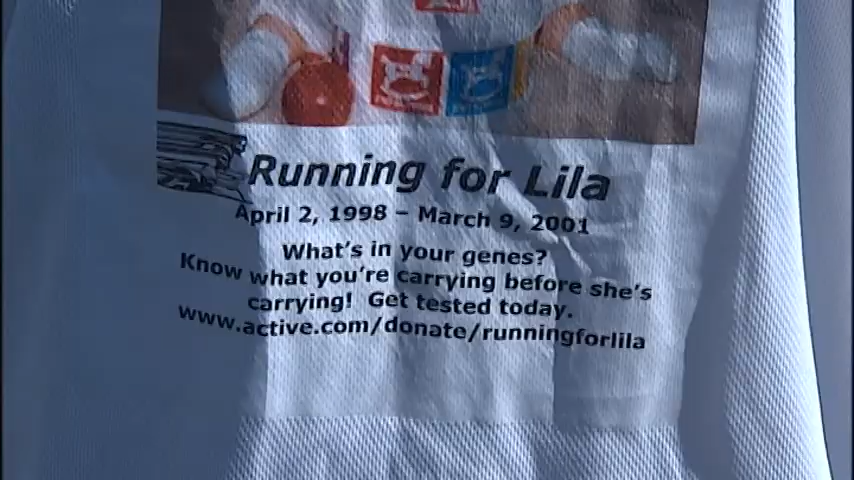 Running for Lila
April 2, 1998 – March 9, 2001
What's in your genes?
Know what you're carrying before she's
carrying! Get tested today.
www.active.com/donate/runningforlila